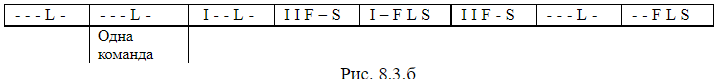 - - - L - - - - L - I - - L - I I F – S I – F L S I I F - S - - - L - - - F L S
Одна
команда
Рис. 8.3.б